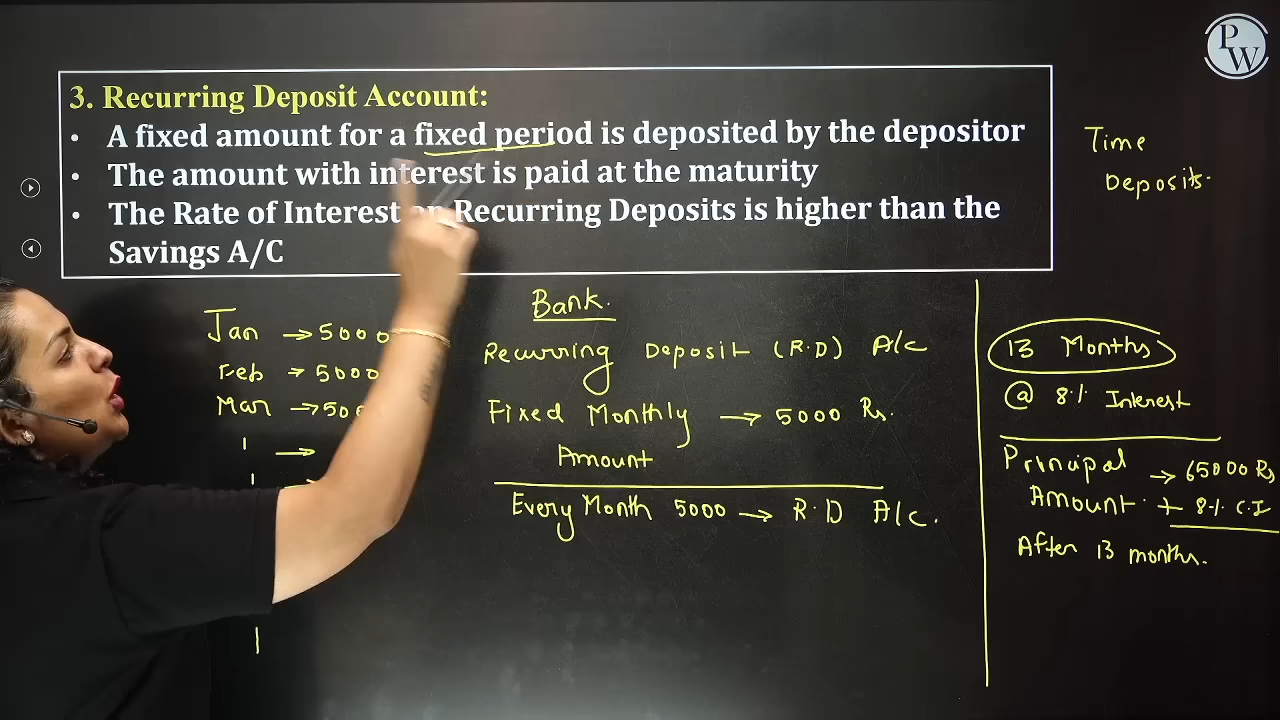 PW
3. Recurring Deposit Account:
• A fixed amount for a fixed period is deposited by the depositor
• The amount with interest is paid at the maturity
• The Rate of Interest on Recurring Deposits is higher than the
Savings A/C
Time
Deposits.
Jan → 5000
Feb → 5000
Mar → 500
Bank.
Recurring Deposit (R.D) A/c
Fixed Monthly → 5000 Rs.
Amount
Every Month 5000 → R.D A/c.
13 Months
@ 8% Interest
Principal → 65000 Rs
Amount + 8% C.I
After 13 months.